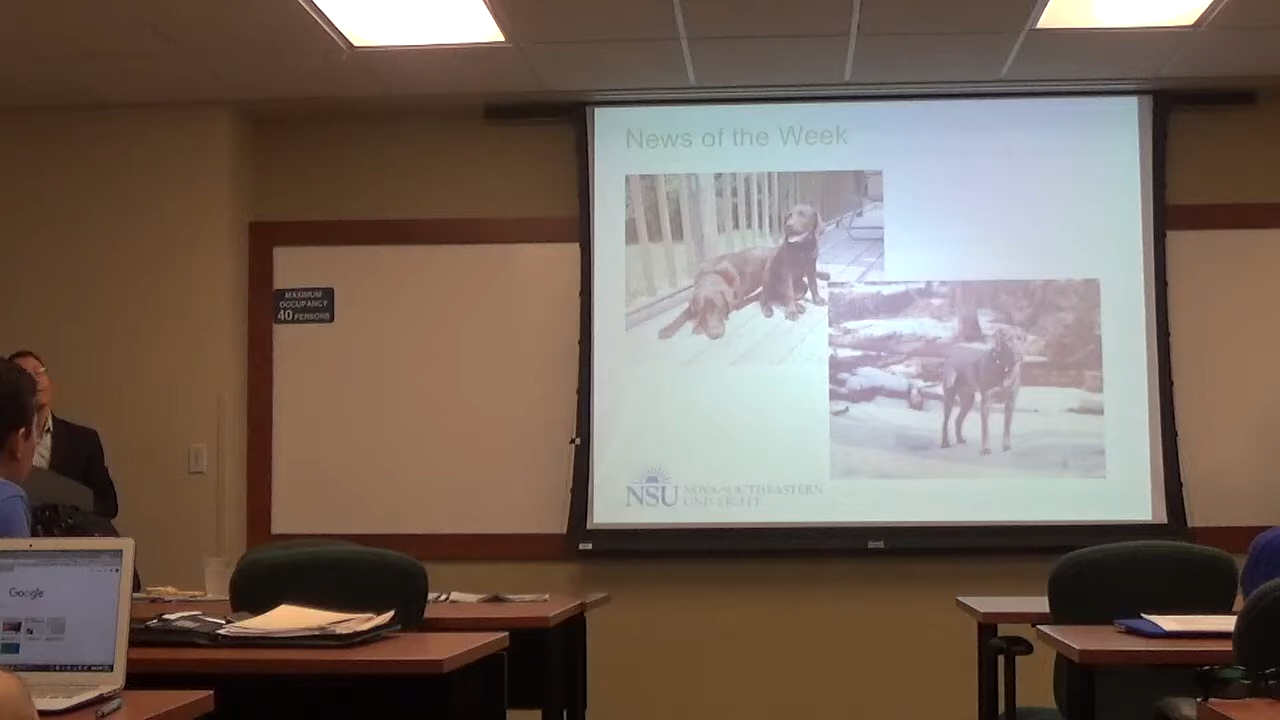 News of the Week
MAXIMUM
OCCUPANCY
40 PERSONS
NSU NOVA SOUTHEASTERN
UNIVERSITY
Google